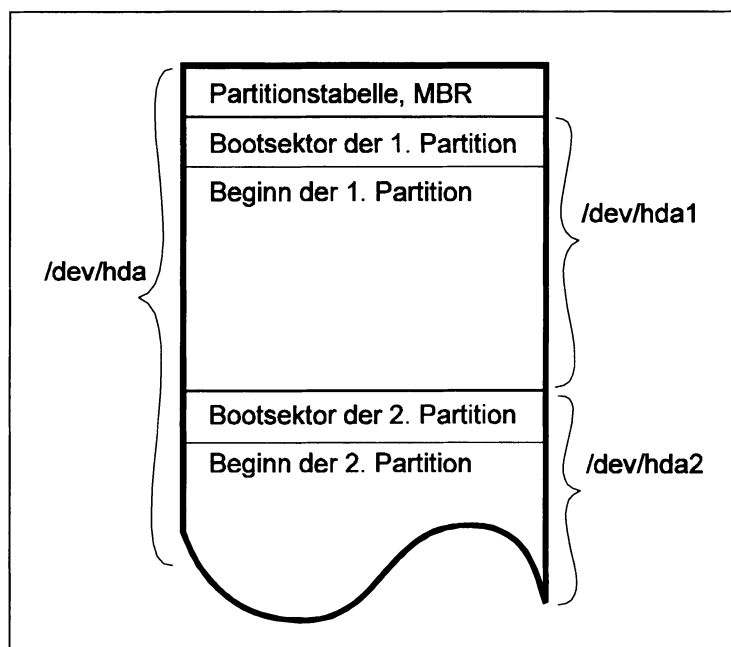 Partitionstabelle, MBR
Bootsektor der 1. Partition
Beginn der 1. Partition
/dev/hda1
/dev/hda
Bootsektor der 2. Partition
Beginn der 2. Partition
/dev/hda2